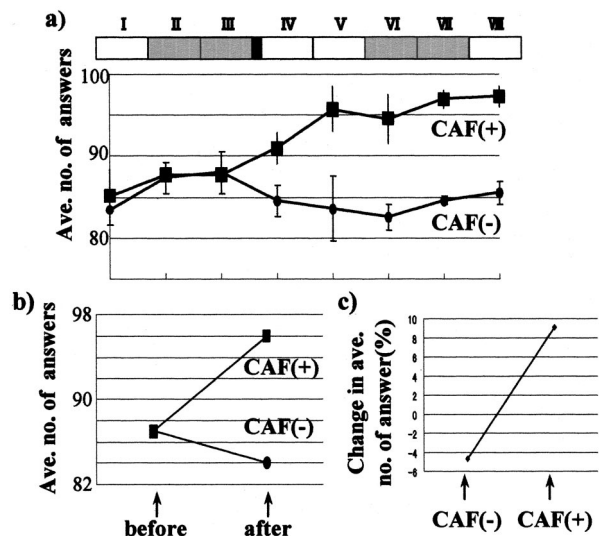 a)
I II III IV V VI VII VIII
Ave. no. of answers
100
90
80
CAF(+)
CAF(-)
b)
Ave. no. of answers
98
90
82
CAF(+)
CAF(-)
before after
c)
Change in ave.
no. of answer(%)
10
8
6
4
2
0
-2
-4
-6
CAF(-) CAF(+)